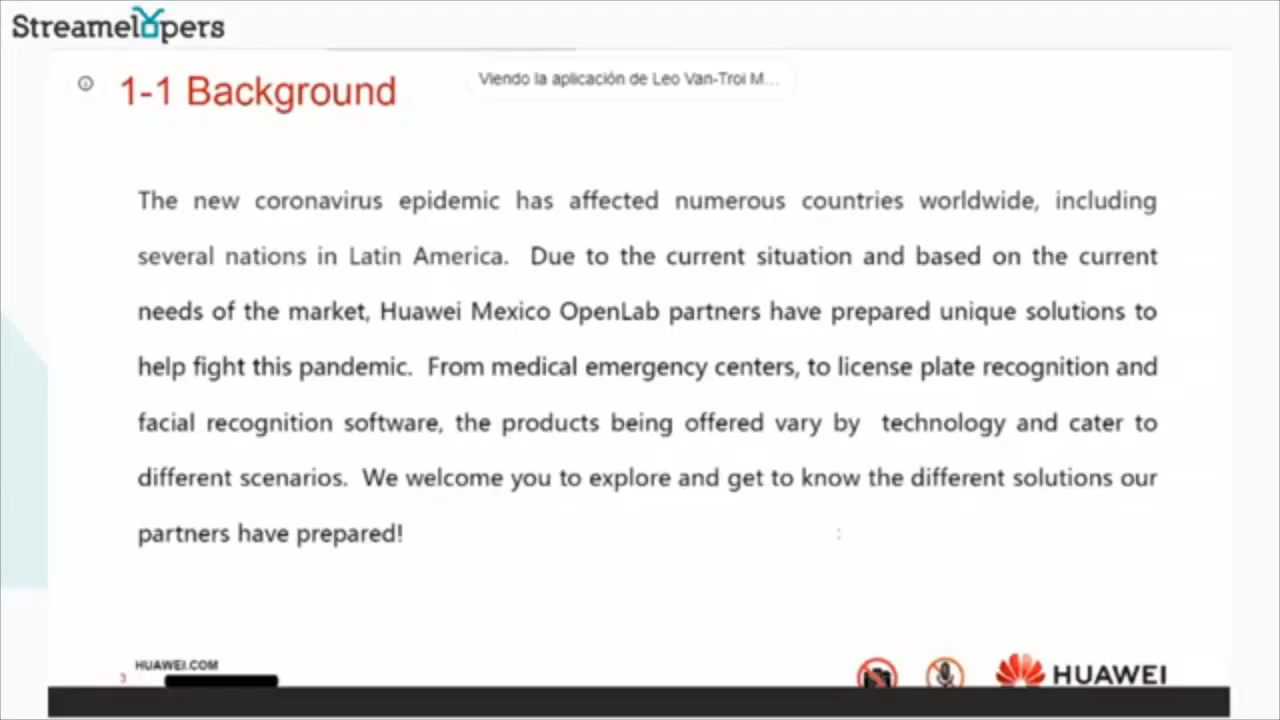 Streamelopers
1-1 Background
Viendo la aplicación de Leo Van-Troi M...
The new coronavirus epidemic has affected numerous countries worldwide, including
several nations in Latin America. Due to the current situation and based on the current
needs of the market, Huawei Mexico OpenLab partners have prepared unique solutions to
help fight this pandemic. From medical emergency centers, to license plate recognition and
facial recognition software, the products being offered vary by technology and cater to
different scenarios. We welcome you to explore and get to know the different solutions our
partners have prepared!
HUAWEI.COM
3
HUAWEI